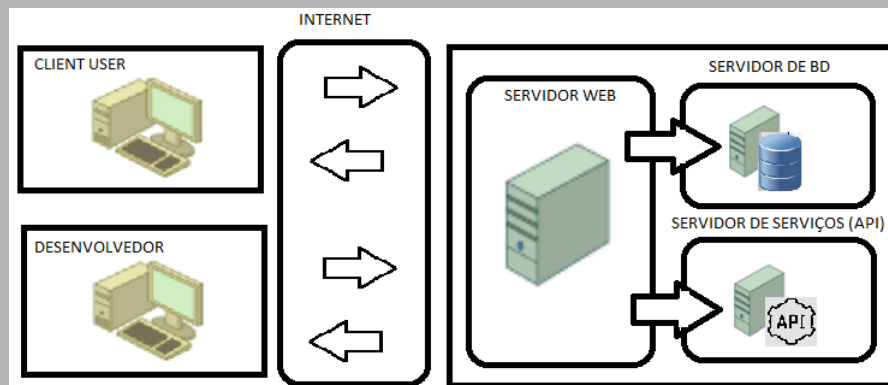 INTERNET
CLIENT USER
DESENVOLVEDOR
SERVIDOR WEB
SERVIDOR DE BD
SERVIDOR DE SERVIÇOS (API)
API